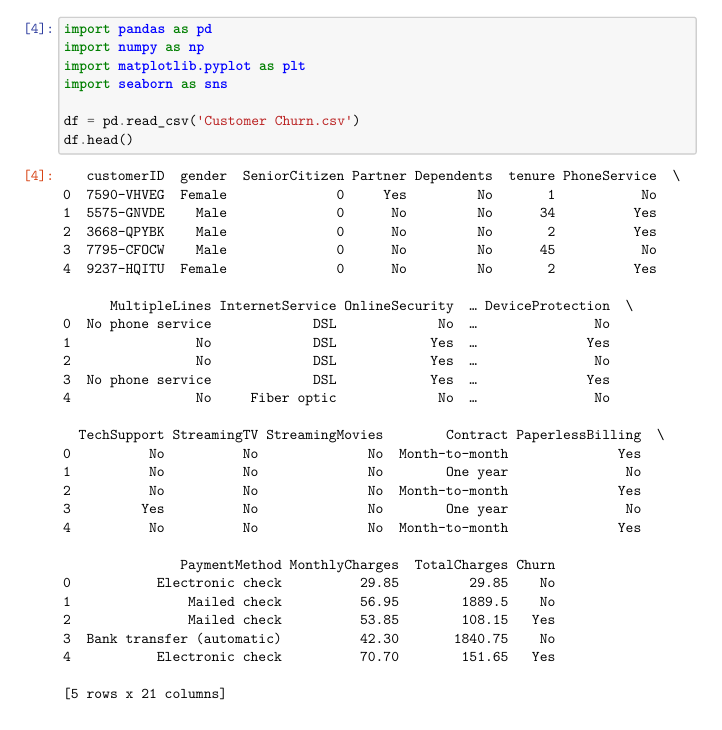 [4]: import pandas as pd
import numpy as np
import matplotlib.pyplot as plt
import seaborn as sns
df = pd.read_csv('Customer Churn.csv')
df.head()
[4]: customerID gender SeniorCitizen Partner Dependents tenure PhoneService \
0 7590-VHVEG Female 0 Yes No 1 No
1 5575-GNVDE Male 0 No No 34 Yes
2 3668-QPYBK Male 0 No No 2 Yes
3 7795-CFOCW Male 0 No No 45 No
4 9237-HQITU Female 0 No No 2 Yes
MultipleLines InternetService OnlineSecurity … DeviceProtection \
0 No phone service DSL No … No
1 No DSL Yes … Yes
2 No DSL Yes … No
3 No phone service DSL Yes … Yes
4 No Fiber optic No … No
TechSupport StreamingTV StreamingMovies Contract PaperlessBilling \
0 No No No Month-to-month Yes
1 No No No One year No
2 No No No Month-to-month Yes
3 Yes No No One year No
4 No No No Month-to-month Yes
PaymentMethod MonthlyCharges TotalCharges Churn
0 Electronic check 29.85 29.85 No
1 Mailed check 56.95 1889.5 No
2 Mailed check 53.85 108.15 Yes
3 Bank transfer (automatic) 42.30 1840.75 No
4 Electronic check 70.70 151.65 Yes
[5 rows x 21 columns]